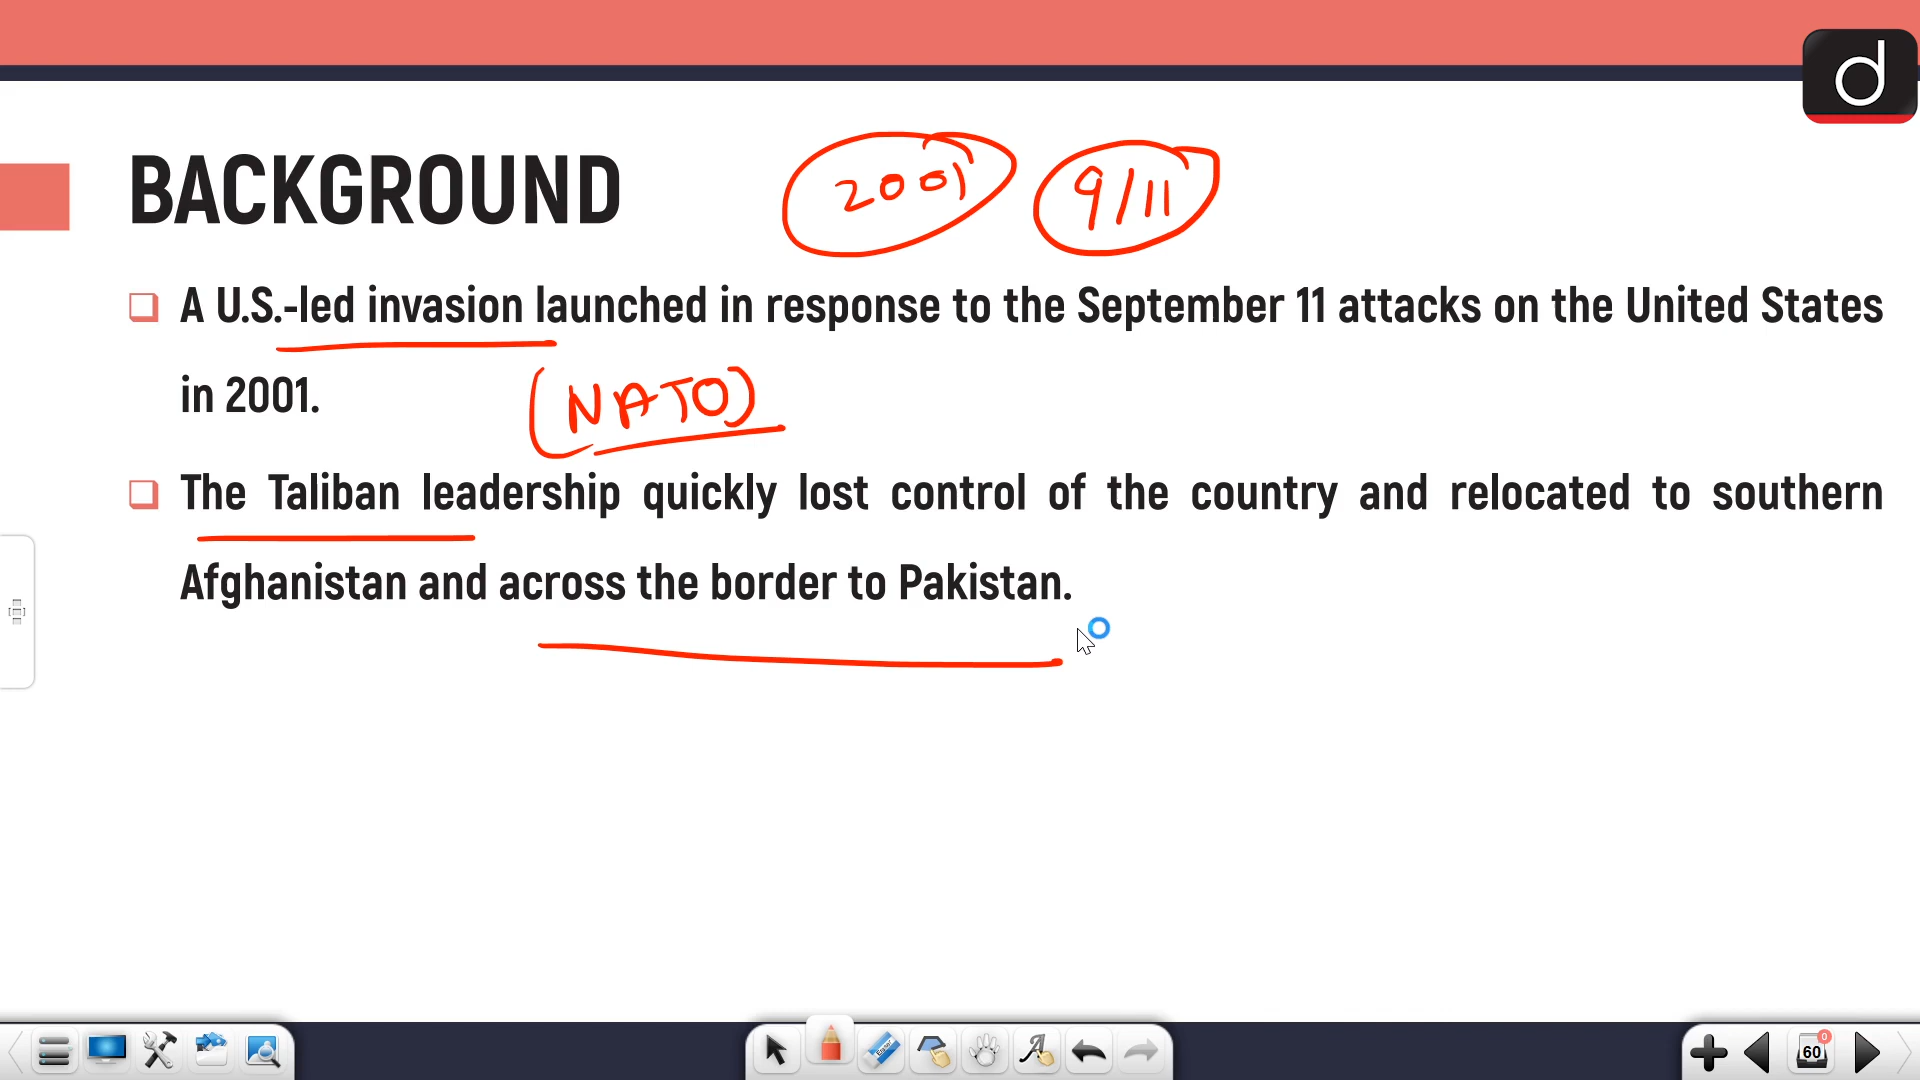 d
BACKGROUND 2001 9/11
A U.S.-led invasion launched in response to the September 11 attacks on the United States
in 2001. (NATO)
The Taliban leadership quickly lost control of the country and relocated to southern
Afghanistan and across the border to Pakistan.
Eraser A 0
60